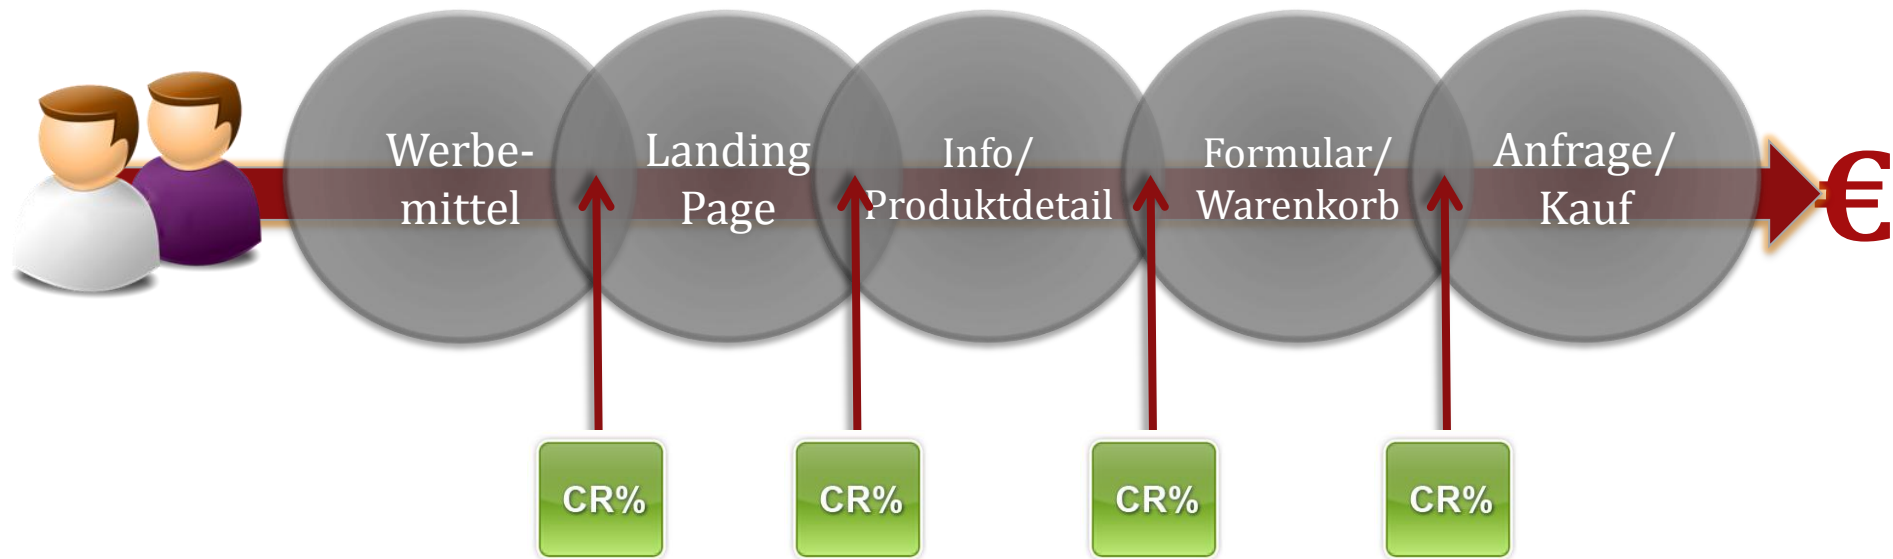 Werbe-
mittel
Landing
Page
Info/
Produktdetail
Formular/
Warenkorb
Anfrage/
Kauf
€
CR%
CR%
CR%
CR%